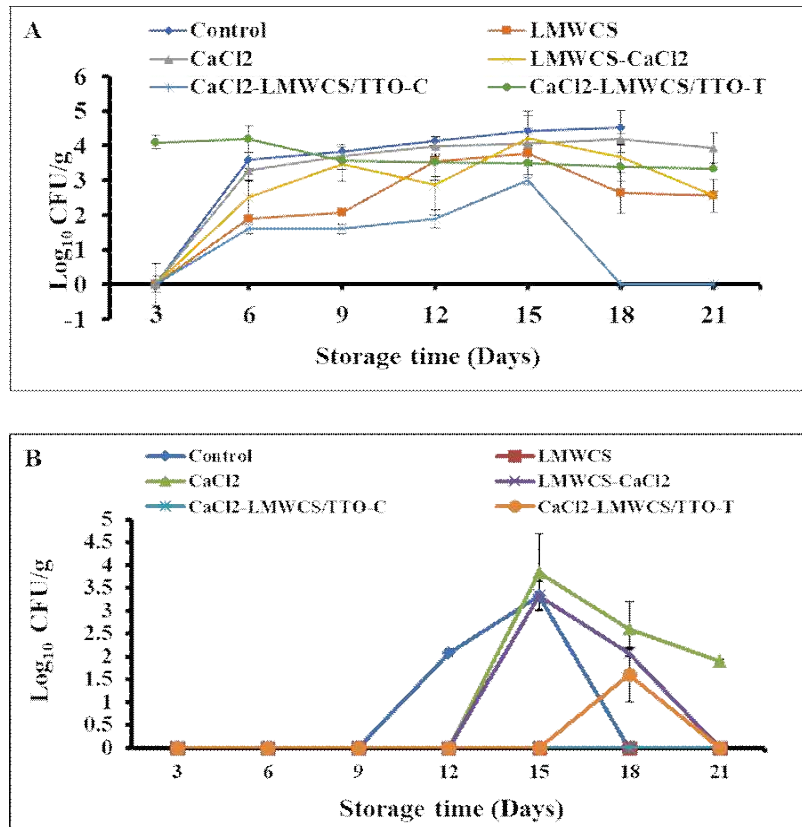 A
Control
LMWCS
CaCl2
LMWCS-CaCl2
CaCl2-LMWCS/TTO-C
CaCl2-LMWCS/TTO-T
Log10 CFU/g
6
5
4
3
2
1
0
-1
3 6 9 12 15 18 21
Storage time (Days)
B
Control
LMWCS
CaCl2
LMWCS-CaCl2
CaCl2-LMWCS/TTO-C
CaCl2-LMWCS/TTO-T
Log10 CFU/g
5
4.5
4
3.5
3
2.5
2
1.5
1
0.5
0
3 6 9 12 15 18 21
Storage time (Days)